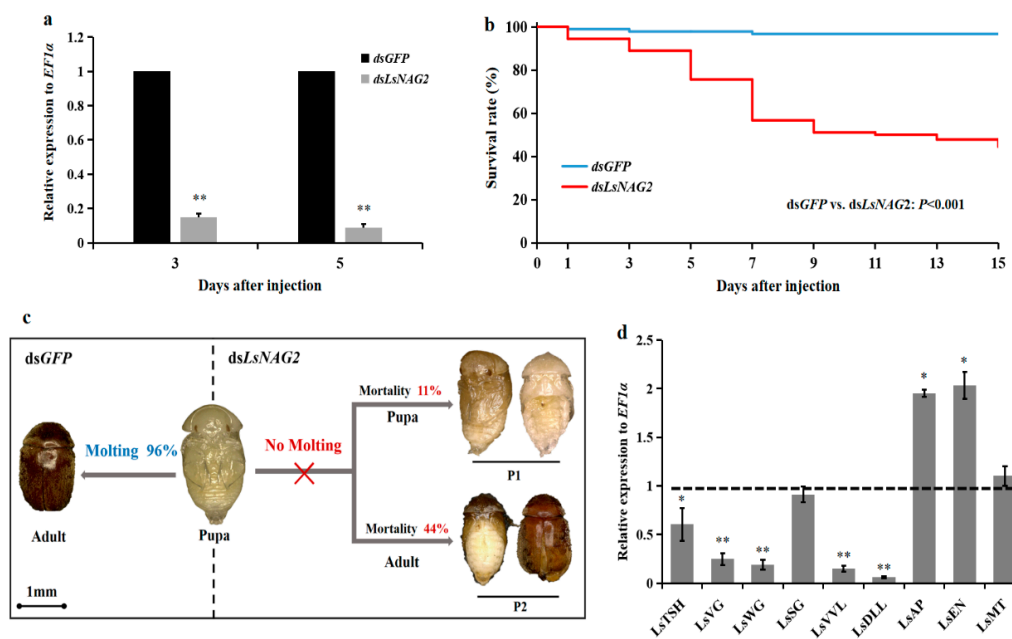 a
Relative expression to EF1α
1.2
1
0.8
0.6
0.4
0.2
0
dsGFP
dsLsNAG2
**
**
3
5
Days after injection
b
Survival rate (%)
100
80
60
40
20
0
dsGFP
dsLsNAG2
dsGFP vs. dsLsNAG2: P<0.001
0 1 3 5 7 9 11 13 15
Days after injection
c
dsGFP
dsLsNAG2
Molting 96%
Adult
Pupa
No Molting
Mortality 11%
Pupa
P1
Mortality 44%
Adult
P2
1mm
d
Relative expression to EF1α
2.5
2
1.5
1
0.5
0
*
**
**
**
**
*
*
LsTSH
LsVG
LsWG
LsSG
LsVVL
LsDLL
LsAP
LsEN
LsMT